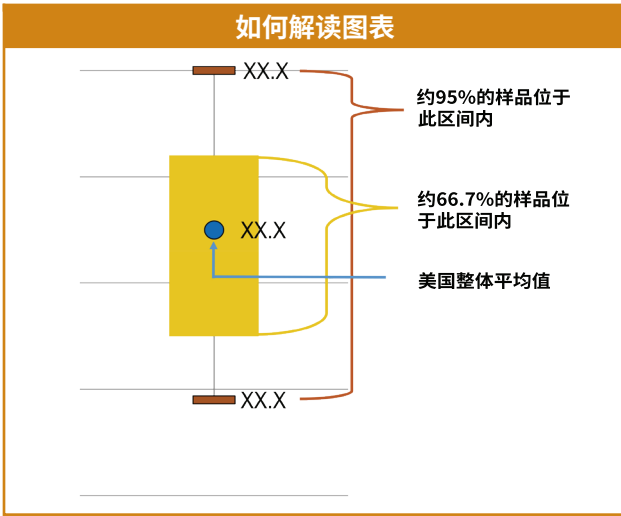 如何解读图表
XX.X
约95%的样品位于
此区间内
约66.7%的样品位
于此区间内
XX.X
美国整体平均值
XX.X